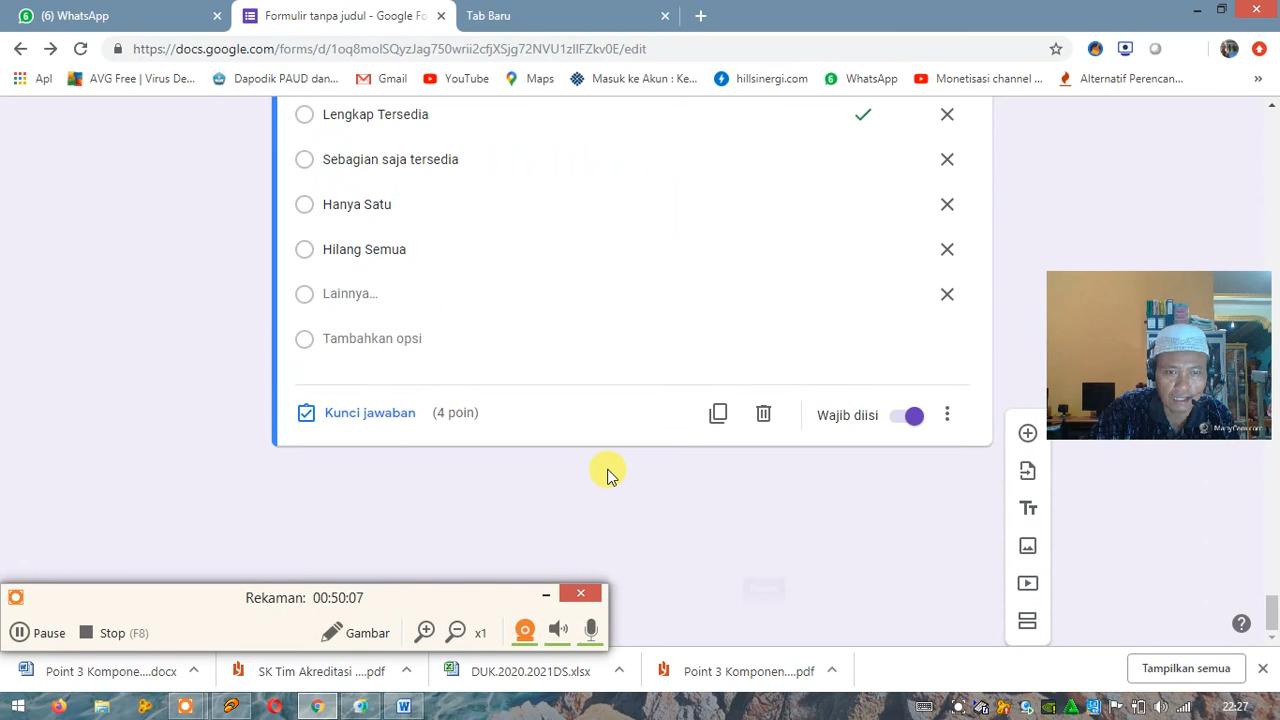 (6) WhatsApp
Formulir tanpa judul - Google Fo
Tab Baru
https://docs.google.com/forms/d/1oq8molSQyzJag750wrii2cfjXSjg72NVU1zllFZkv0E/edit
Apl
AVG Free | Virus De...
Dapodik PAUD dan...
Gmail
YouTube
Maps
Masuk ke Akun : Ke...
hillsinergi.com
WhatsApp
Monetisasi channel ...
Alternatif Perencan...
Lengkap Tersedia
Sebagian saja tersedia
Hanya Satu
Hilang Semua
Lainnya...
Tambahkan opsi
Kunci jawaban (4 poin)
Wajib diisi
ManyCam.com
Rekaman: 00:50:07
Pause
Stop (F8)
Gambar
x1
Point 3 Kompone....docx
SK Tim Akreditasi ....pdf
DUK.2020.2021DS.xlsx
Point 3 Komponen....pdf
Tampilkan semua
22:27